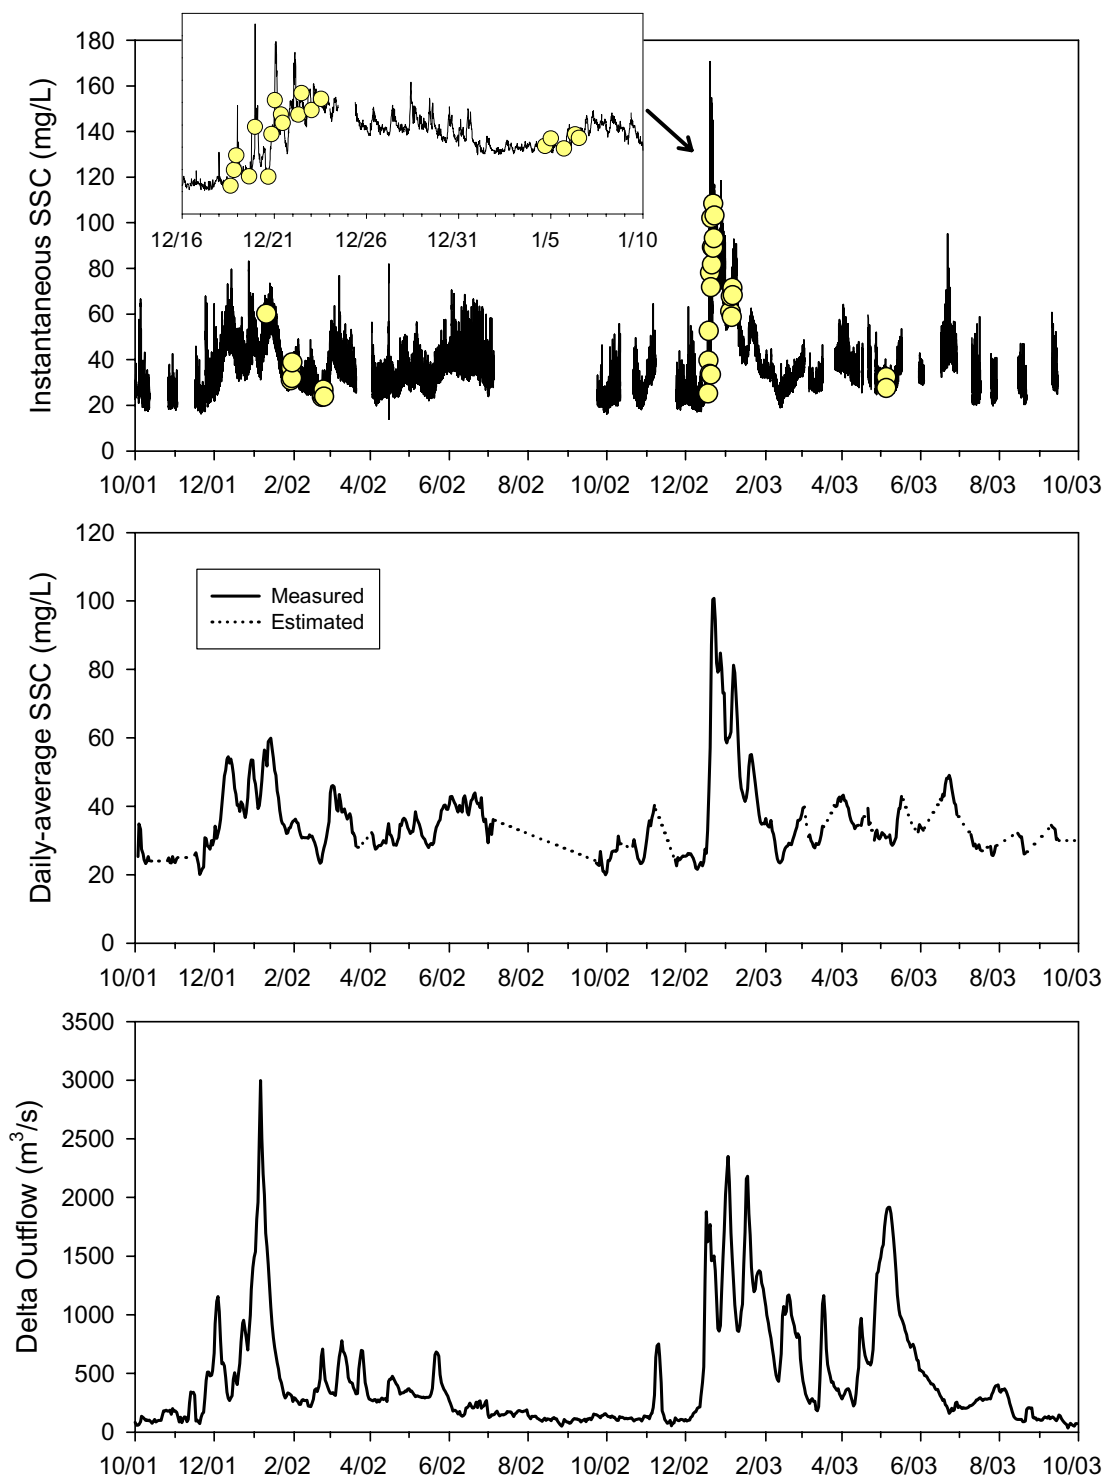 180
160
140
120
100
80
60
40
20
0
Instantaneous SSC (mg/L)
12/16 12/21 12/26 12/31 1/5 1/10
10/01 12/01 2/02 4/02 6/02 8/02 10/02 12/02 2/03 4/03 6/03 8/03 10/03
120
100
80
60
40
20
0
Daily-average SSC (mg/L)
Measured
Estimated
10/01 12/01 2/02 4/02 6/02 8/02 10/02 12/02 2/03 4/03 6/03 8/03 10/03
3500
3000
2500
2000
1500
1000
500
0
Delta Outflow (m³/s)
10/01 12/01 2/02 4/02 6/02 8/02 10/02 12/02 2/03 4/03 6/03 8/03 10/03